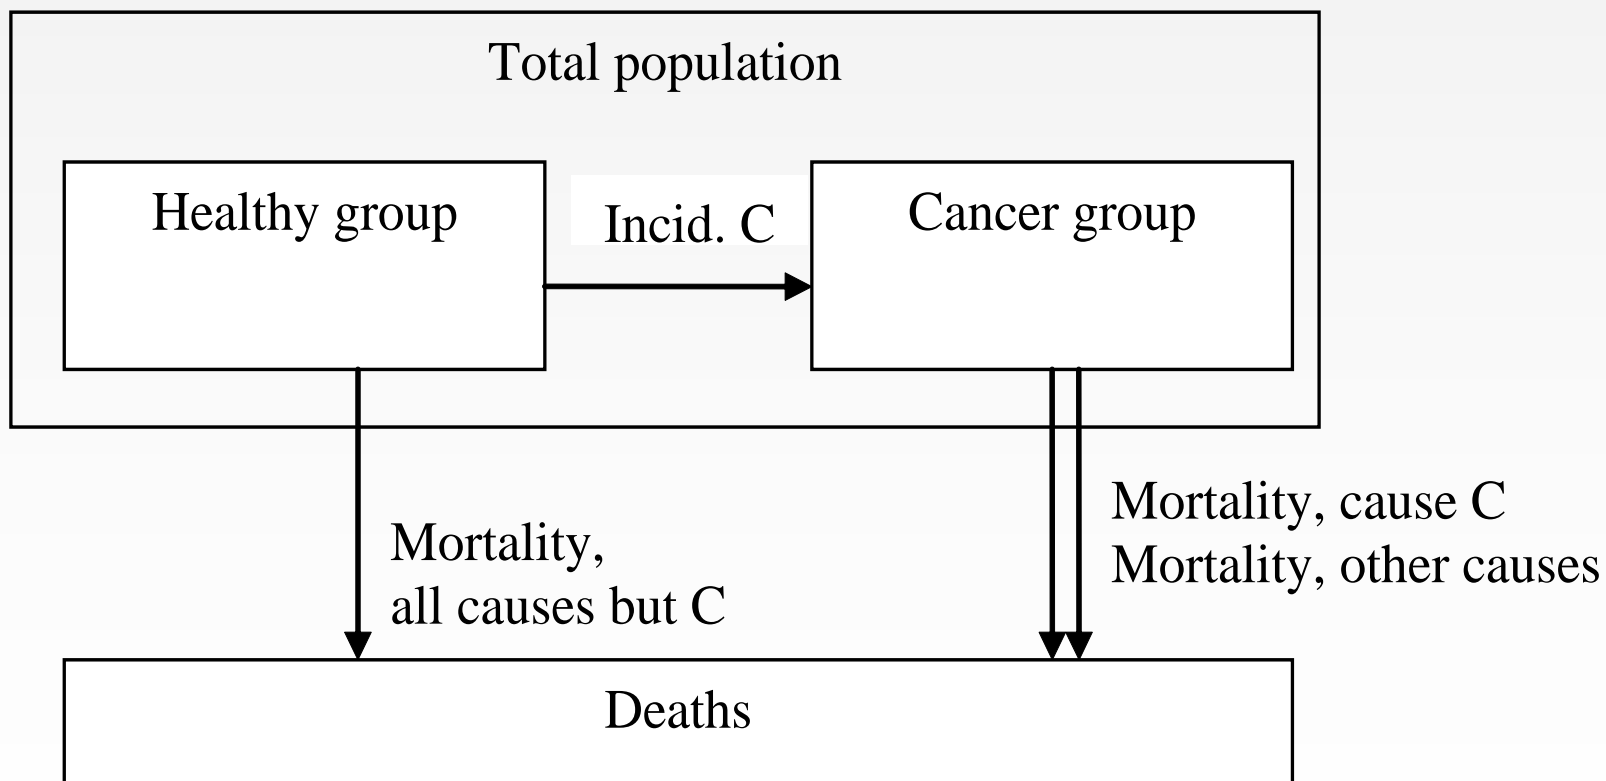 Total population
Healthy group
Incid. C
Cancer group
Mortality,
all causes but C
Mortality, cause C
Mortality, other causes
Deaths